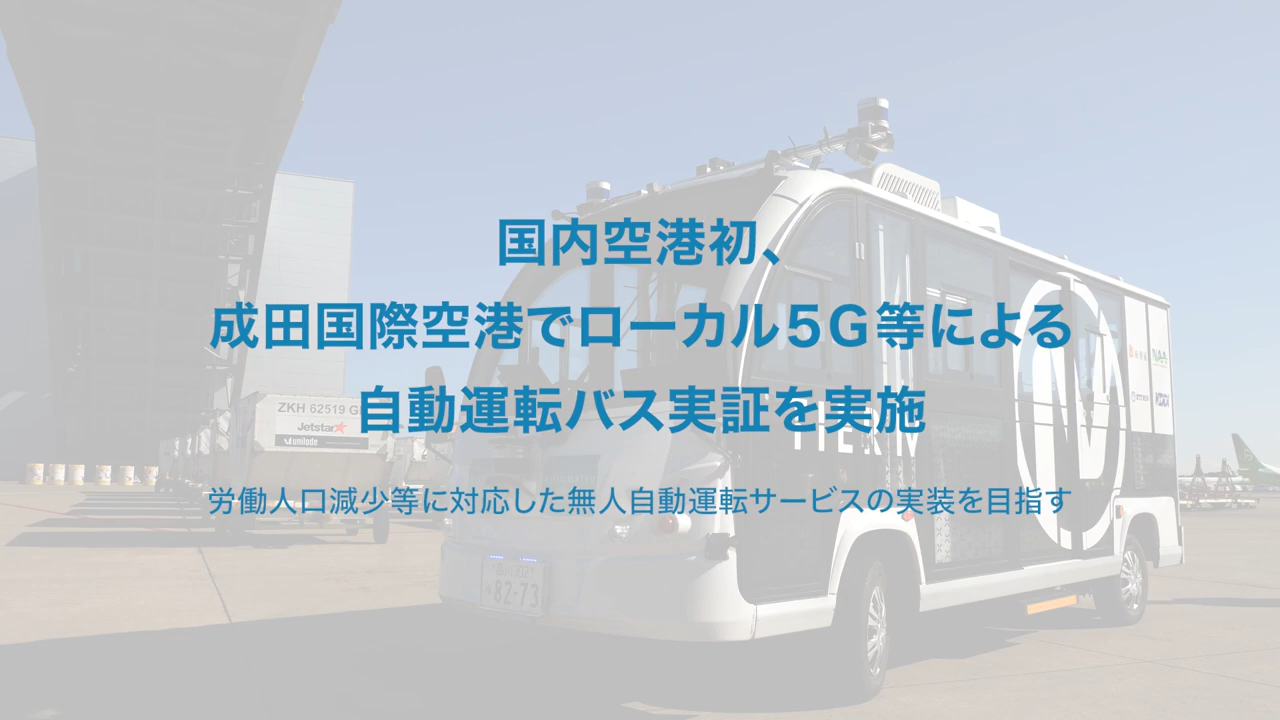 国内空港初、
成田国際空港でローカル5G等による
自動運転バス実証を実施
労働人口減少等に対応した無人自動運転サービスの実装を目指す
ZKH 62519
Jetstar
unilode
TIER IV
82-73